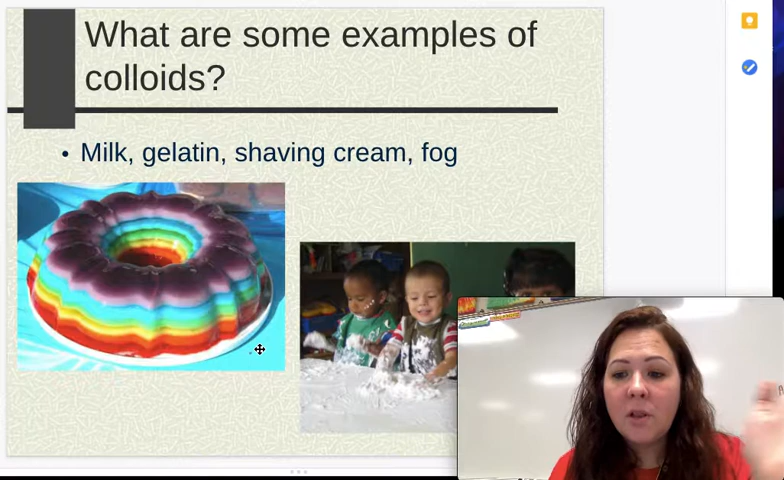 What are some examples of
colloids?
• Milk, gelatin, shaving cream, fog